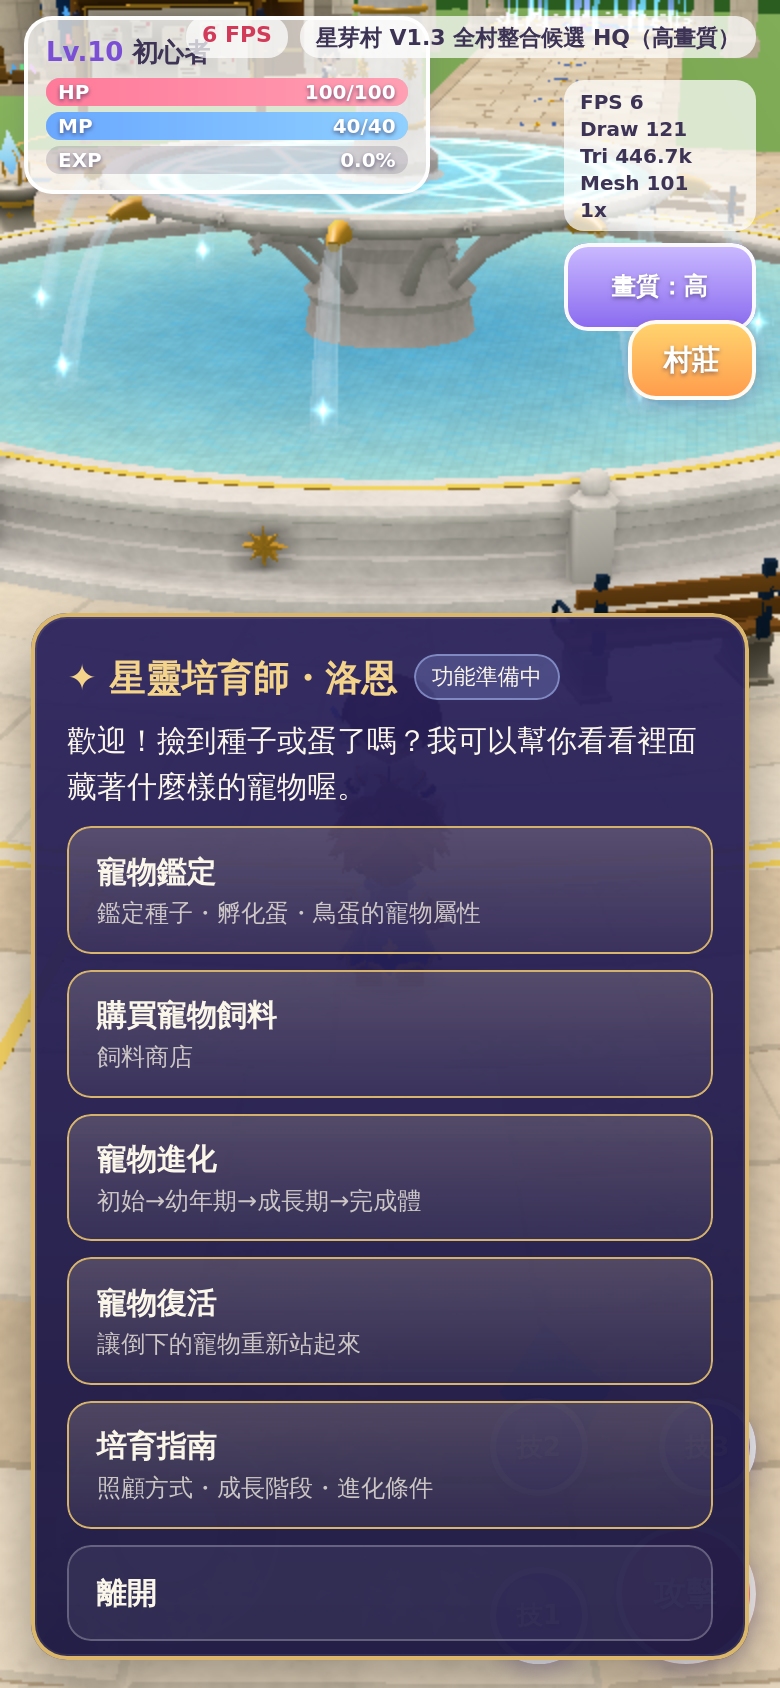 Lv.10 初心者
6 FPS
星芽村 V1.3 全村整合候選 HQ（高畫質）
HP 100/100
MP 40/40
EXP 0.0%
FPS 6
Draw 121
Tri 446.7k
Mesh 101
1x
畫質：高
村莊
✦ 星靈培育師・洛恩 功能準備中
歡迎！撿到種子或蛋了嗎？我可以幫你看看裡面
藏著什麼樣的寵物喔。
寵物鑑定
鑑定種子・孵化蛋・鳥蛋的寵物屬性
購買寵物飼料
飼料商店
寵物進化
初始→幼年期→成長期→完成體
寵物復活
讓倒下的寵物重新站起來
培育指南
照顧方式・成長階段・進化條件
技2
技3
離開
技1
攻擊